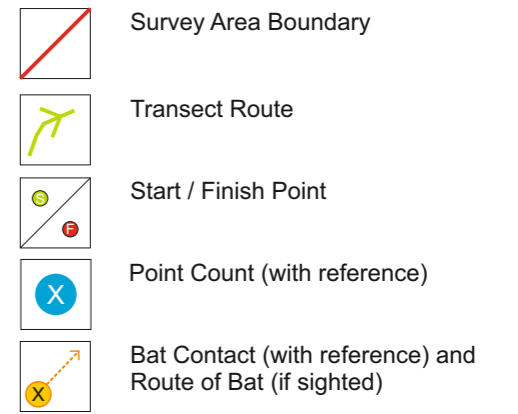 Survey Area Boundary
Transect Route
S
F
Start / Finish Point
X
Point Count (with reference)
X
Bat Contact (with reference) and
Route of Bat (if sighted)